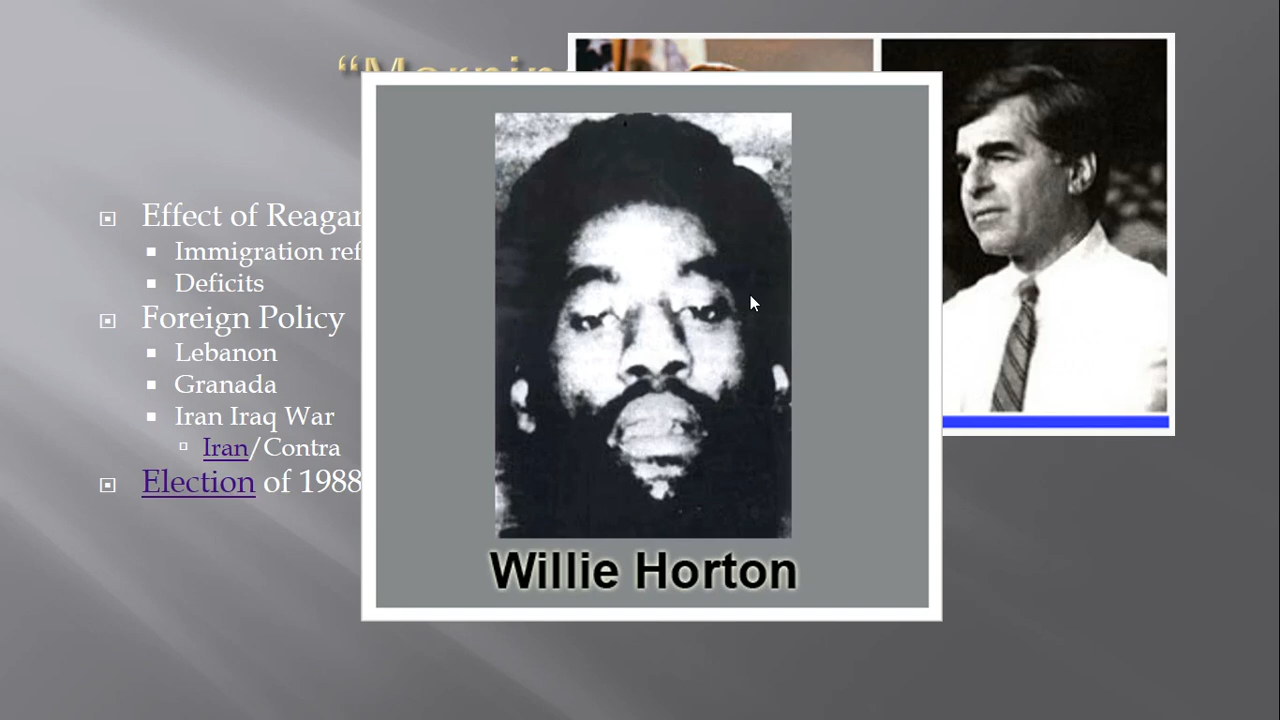 Effect of Reagan
Immigration ref
Deficits
Foreign Policy
Lebanon
Granada
Iran Iraq War
Iran/Contra
Election of 1988
Willie Horton